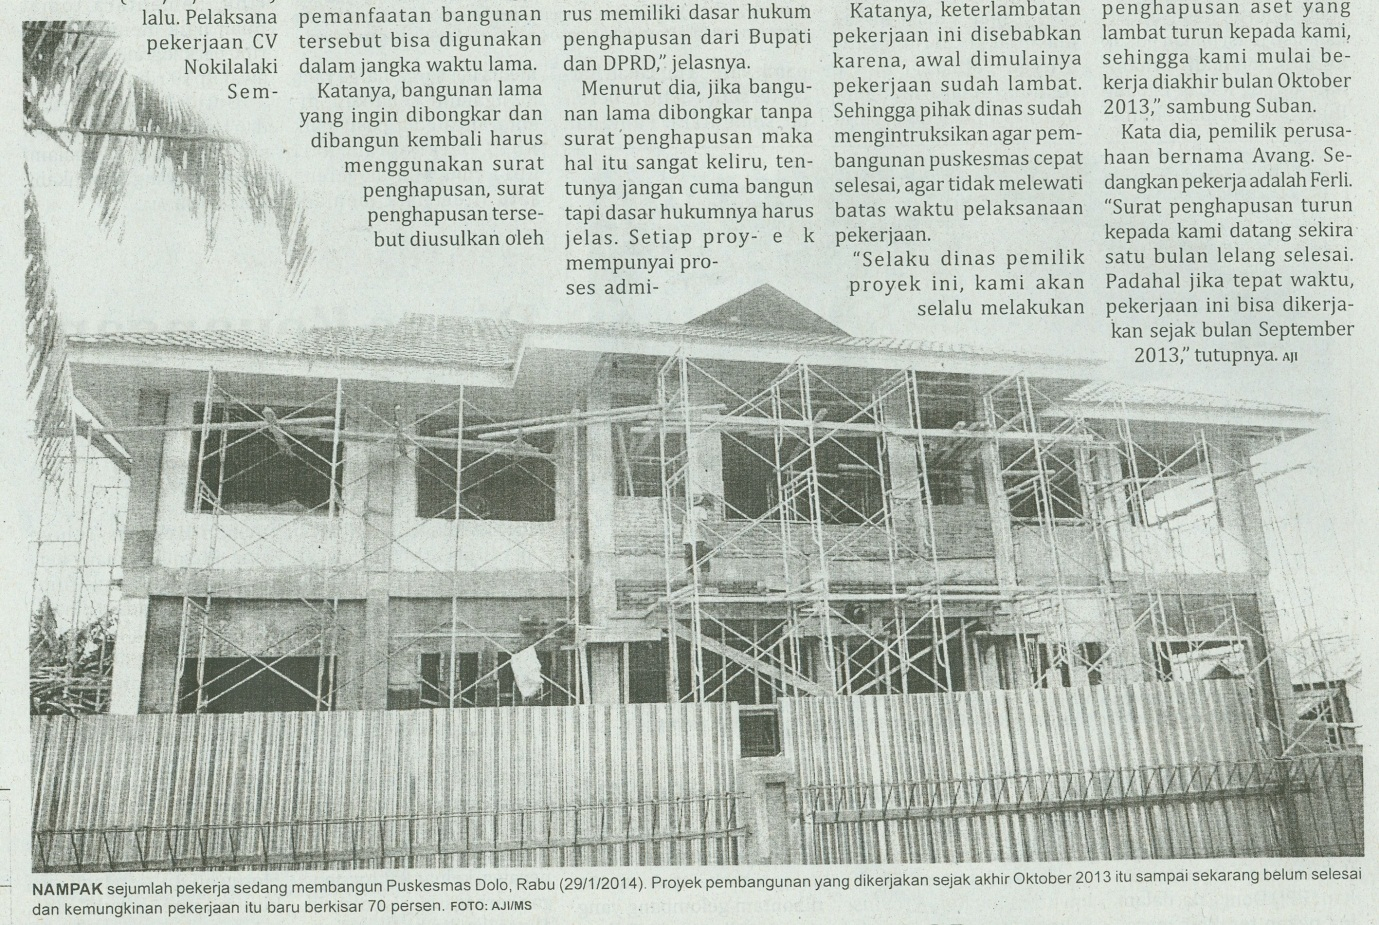 lalu. Pelaksana
pekerjaan CV
Nokilalaki
Sem-
pemanfaatan bangunan
tersebut bisa digunakan
dalam jangka waktu lama.
Katanya, bangunan lama
yang ingin dibongkar dan
dibangun kembali harus
menggunakan surat
penghapusan, surat
penghapusan terse-
but diusulkan oleh
rus memiliki dasar hukum
penghapusan dari Bupati
dan DPRD,” jelasnya.
Menurut dia, jika bangu-
nan lama dibongkar tanpa
surat penghapusan maka
hal itu sangat keliru, ten-
tunya jangan cuma bangun
tapi dasar hukumnya harus
jelas. Setiap proy- e k
mempunyai pro-
ses admi-
Katanya, keterlambatan
pekerjaan ini disebabkan
karena, awal dimulainya
pekerjaan sudah lambat.
Sehingga pihak dinas sudah
mengintruksikan agar pem-
bangunan puskesmas cepat
selesai, agar tidak melewati
batas waktu pelaksanaan
pekerjaan.
“Selaku dinas pemilik
proyek ini, kami akan
selalu melakukan
penghapusan aset yang
lambat turun kepada kami,
sehingga kami mulai be-
kerja diakhir bulan Oktober
2013,” sambung Suban.
Kata dia, pemilik perusa-
haan bernama Avang. Se-
dangkan pekerja adalah Ferli.
“Surat penghapusan turun
kepada kami datang sekira
satu bulan lelang selesai.
Padahal jika tepat waktu,
pekerjaan ini bisa dikerja-
kan sejak bulan September
2013,” tutupnya. AJI
NAMPAK sejumlah pekerja sedang membangun Puskesmas Dolo, Rabu (29/1/2014). Proyek pembangunan yang dikerjakan sejak akhir Oktober 2013 itu sampai sekarang belum selesai
dan kemungkinan pekerjaan itu baru berkisar 70 persen. FOTO: AJI/MS